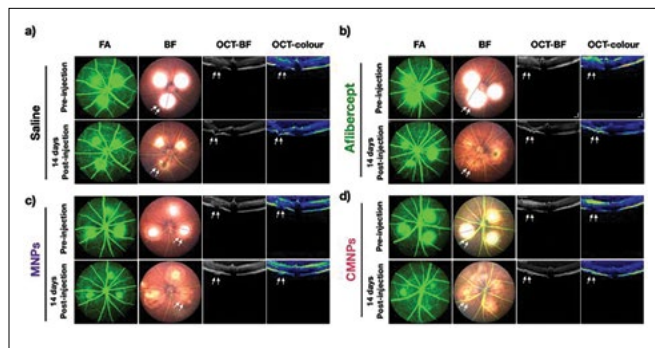 a)
FA BF OCT-BF OCT-colour
Saline
Pre-injection
14 days
Post-injection
b)
FA BF OCT-BF OCT-colour
Aflibercept
Pre-injection
14 days
Post-injection
c)
MNPs
Pre-injection
14 days
Post-injection
d)
CMNPs
Pre-injection
14 days
Post-injection